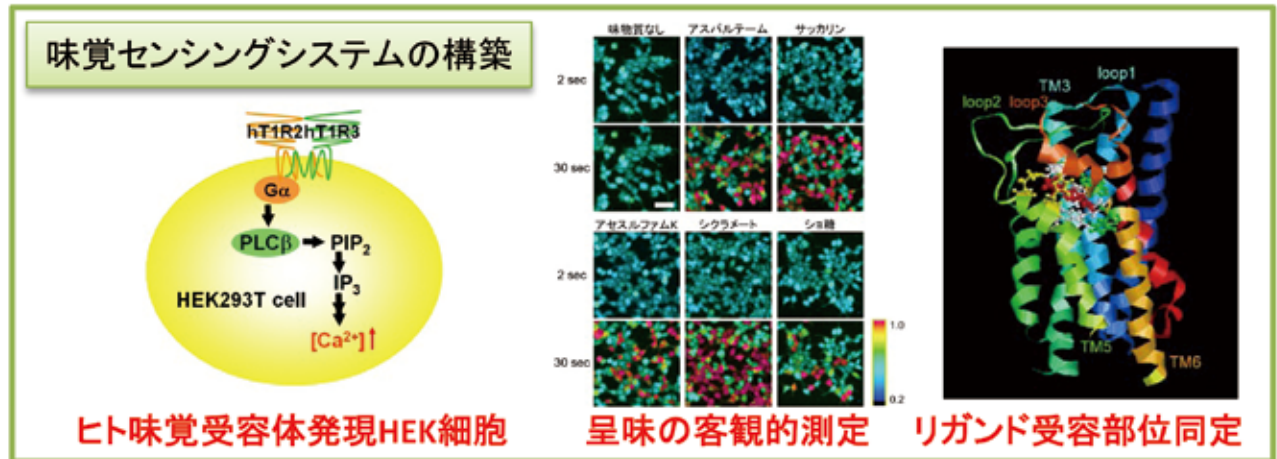 味覚センシングシステムの構築
hT1R2hT1R3
Gα
PLCβ
PIP2
IP3
HEK293T cell
[Ca2+]↑
ヒト味覚受容体発現HEK細胞
味物質なし アスパルテーム サッカリン
2 sec
30 sec
アセスルファムK シクラメート ショ糖
2 sec
30 sec
1.0
0.2
呈味の客観的測定
loop1
TM3
loop2 loop3
TM5
TM6
リガンド受容部位同定